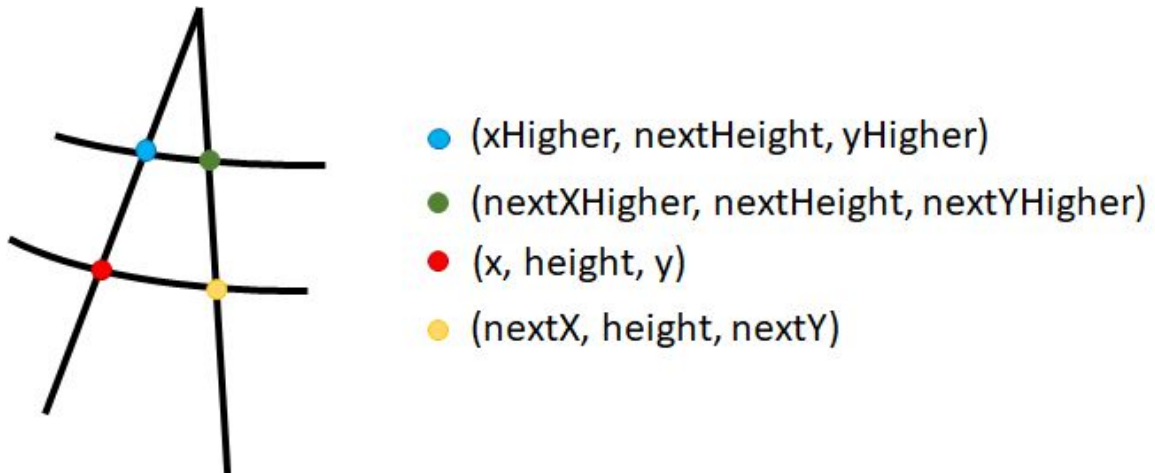 (xHigher, nextHeight, yHigher)
(nextXHigher, nextHeight, nextYHigher)
(x, height, y)
(nextX, height, nextY)